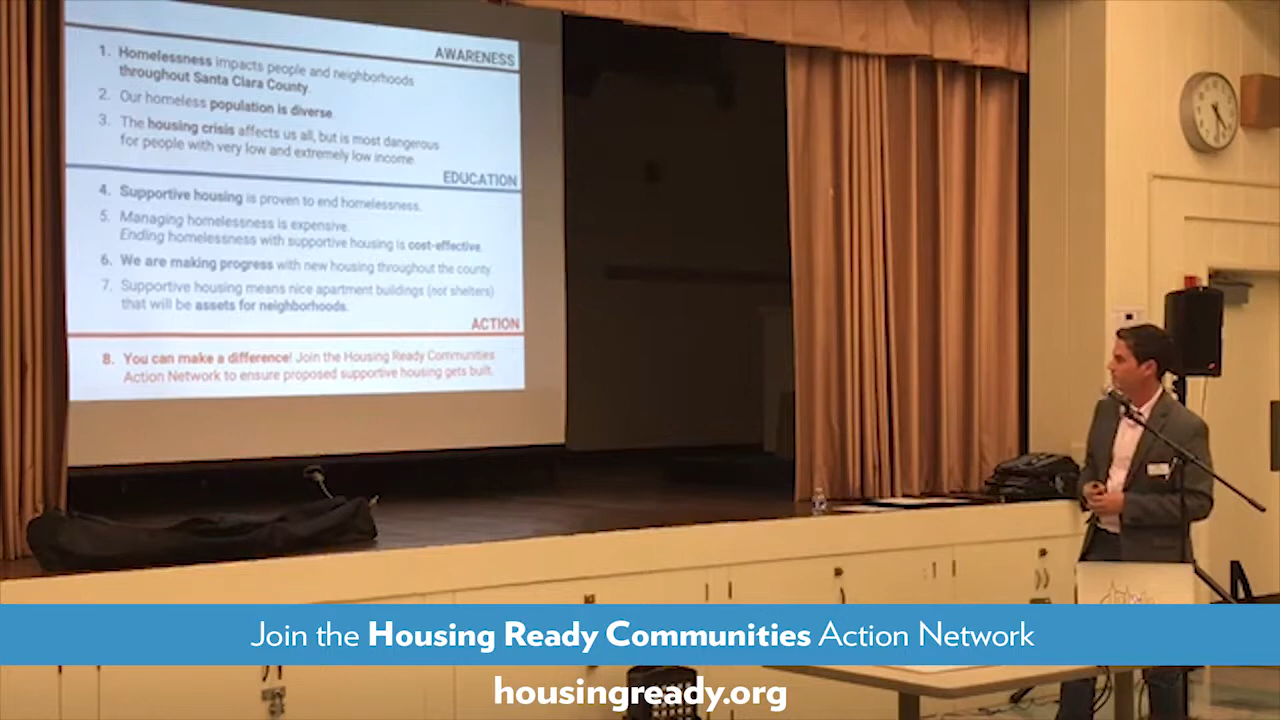 AWARENESS
1. Homelessness impacts people and neighborhoods
throughout Santa Clara County.
2. Our homeless population is diverse.
3. The housing crisis affects us all, but is most dangerous
for people with very low and extremely low income.
EDUCATION
4. Supportive housing is proven to end homelessness.
5. Managing homelessness is expensive.
Ending homelessness with supportive housing is cost-effective.
6. We are making progress with new housing throughout the county.
7. Supportive housing means nice apartment buildings (not shelters)
that will be assets for neighborhoods.
ACTION
8. You can make a difference! Join the Housing Ready Communities
Action Network to ensure proposed supportive housing gets built.
Join the Housing Ready Communities Action Network
housingready.org